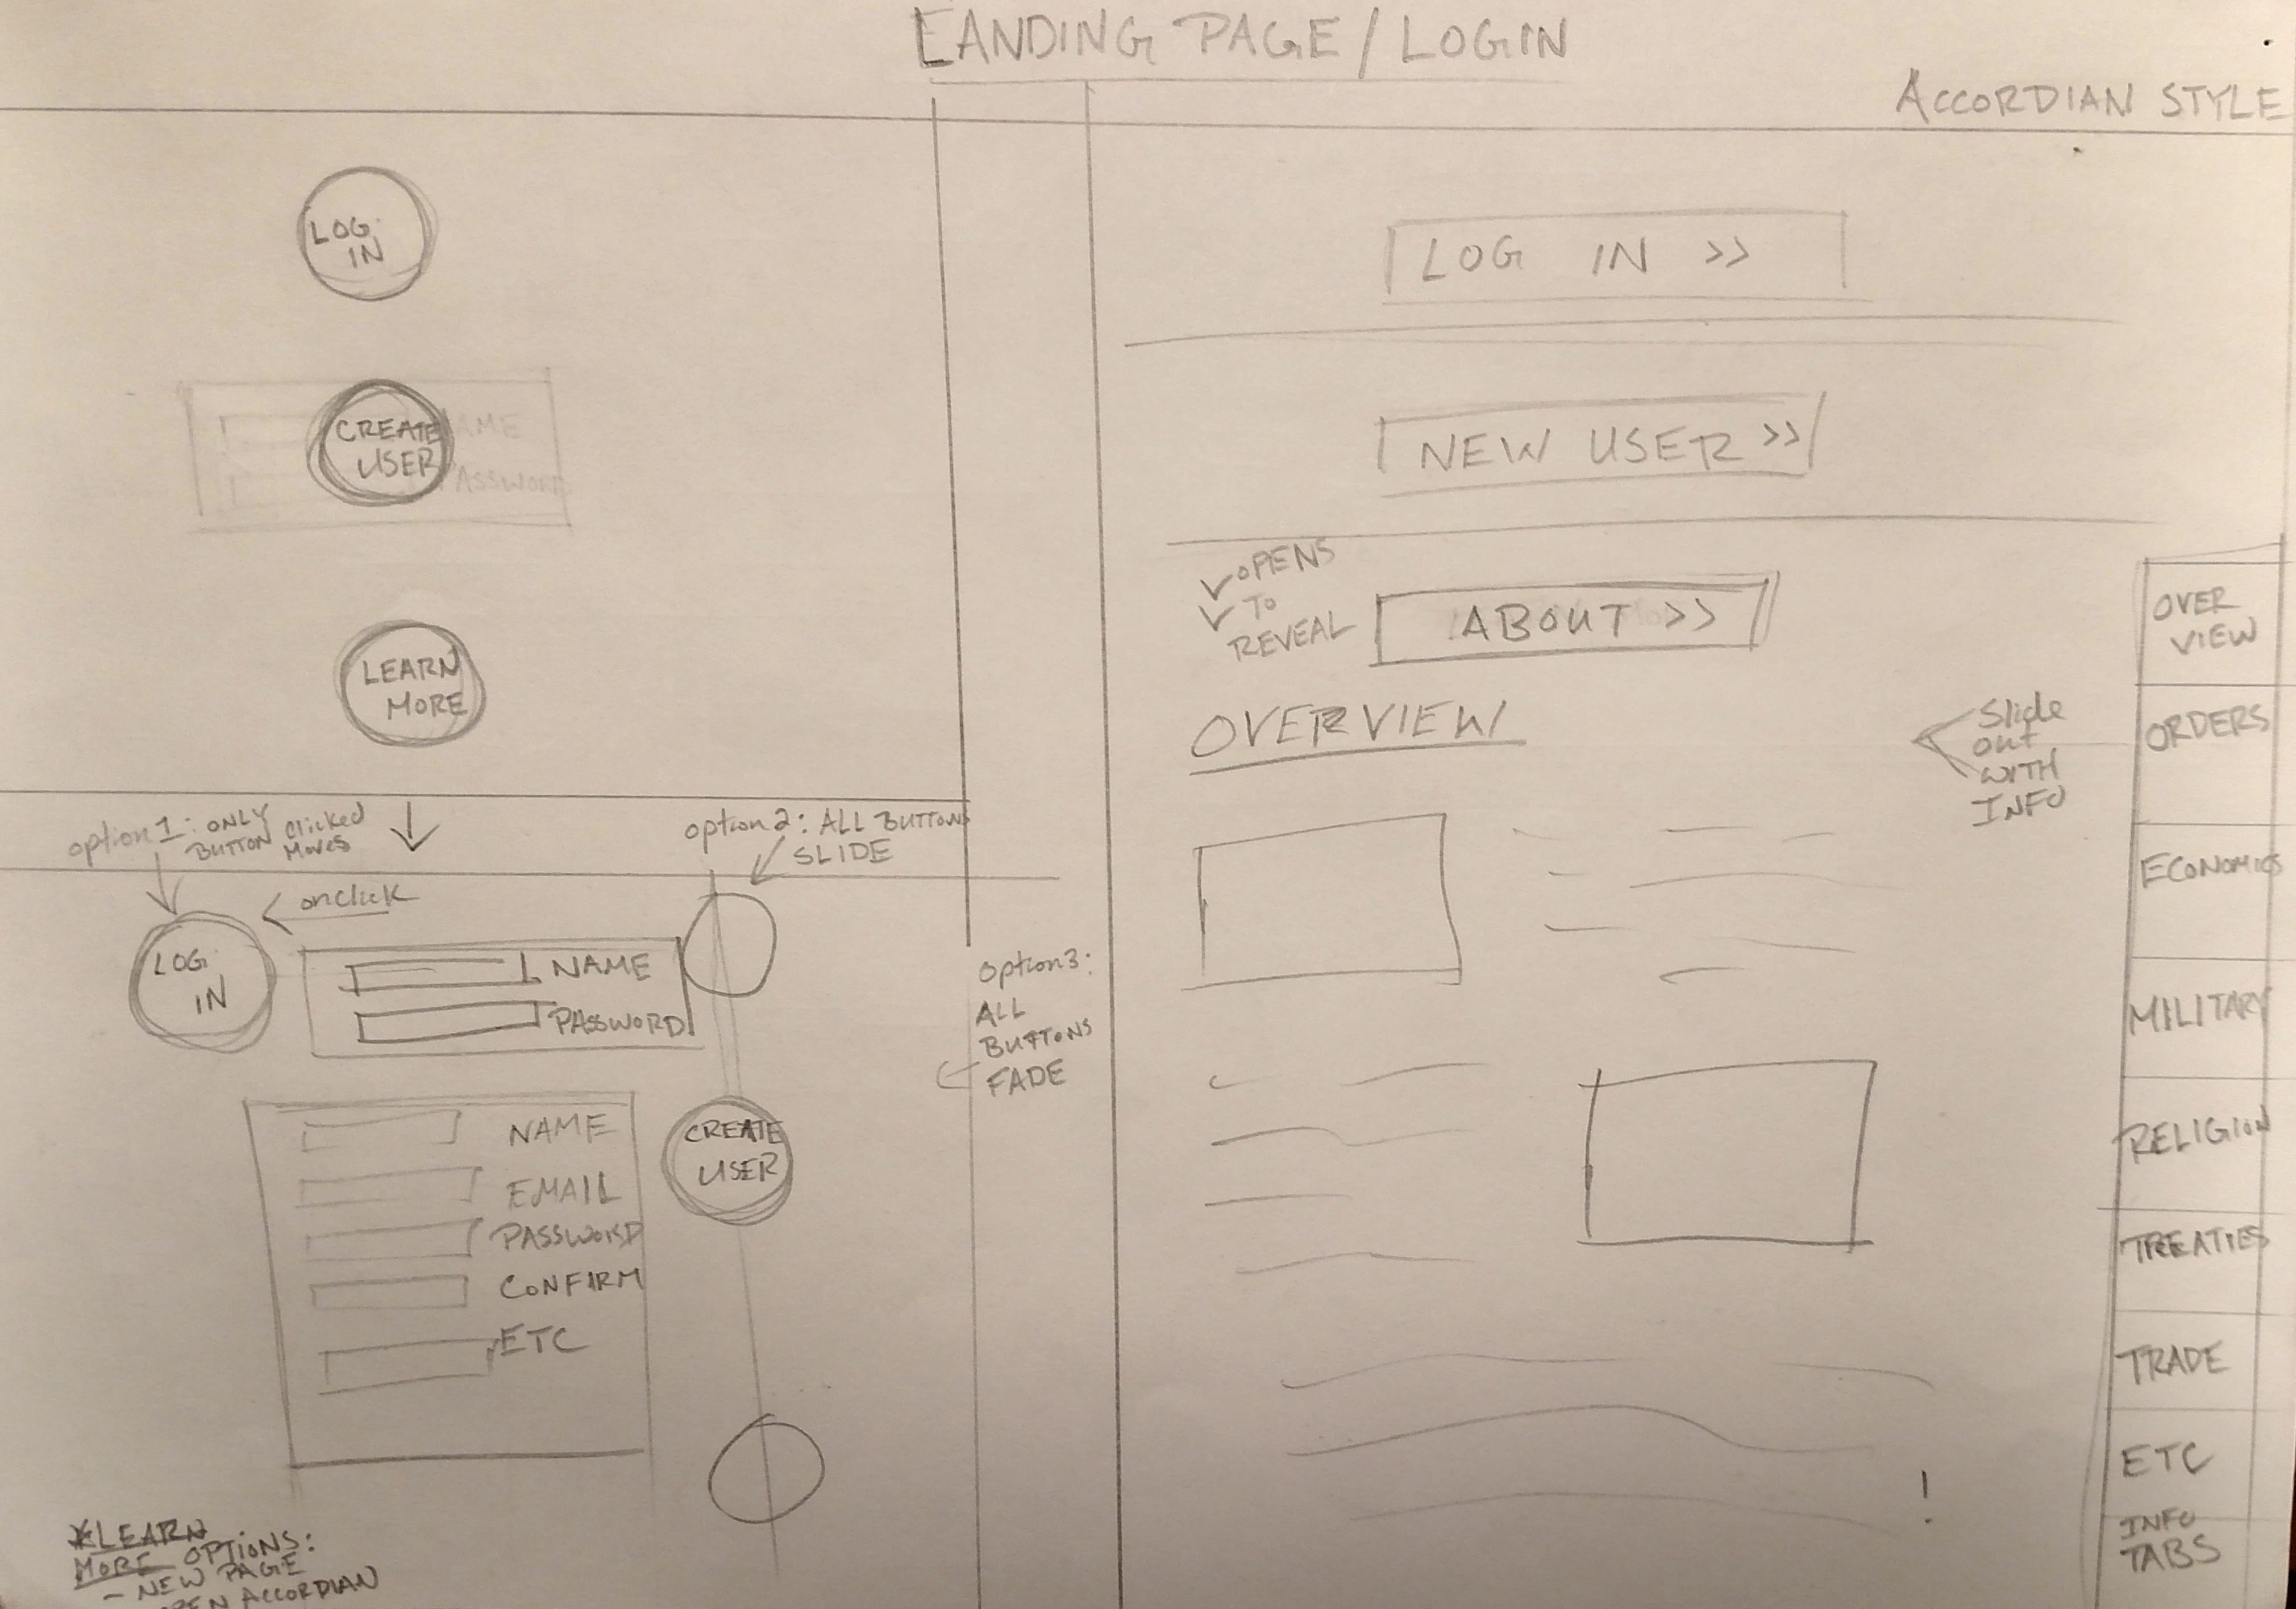 LANDING PAGE / LOGIN
ACCORDIAN STYLE
LOG
IN
CREATE
USER
AME
PASSWORD
LEARN
MORE
option 1: ONLY
BUTTON clicked
MOVES
option 2: ALL BUTTONS
SLIDE
onclick
LOG
IN
NAME
PASSWORD
option 3:
ALL
BUTTONS
FADE
NAME
EMAIL
PASSWORD
CONFIRM
ETC
CREATE
USER
*LEARN
MORE OPTIONS:
- NEW PAGE
ACCORDIAN
LOG IN >>
NEW USER >>
OPENS
TO
REVEAL
ABOUT >>
OVERVIEW
Slide
out
WITH
INFO
OVER
VIEW
ORDERS
ECONOMICS
MILITARY
RELIGION
TREATIES
TRADE
ETC
!
INFO
TABS